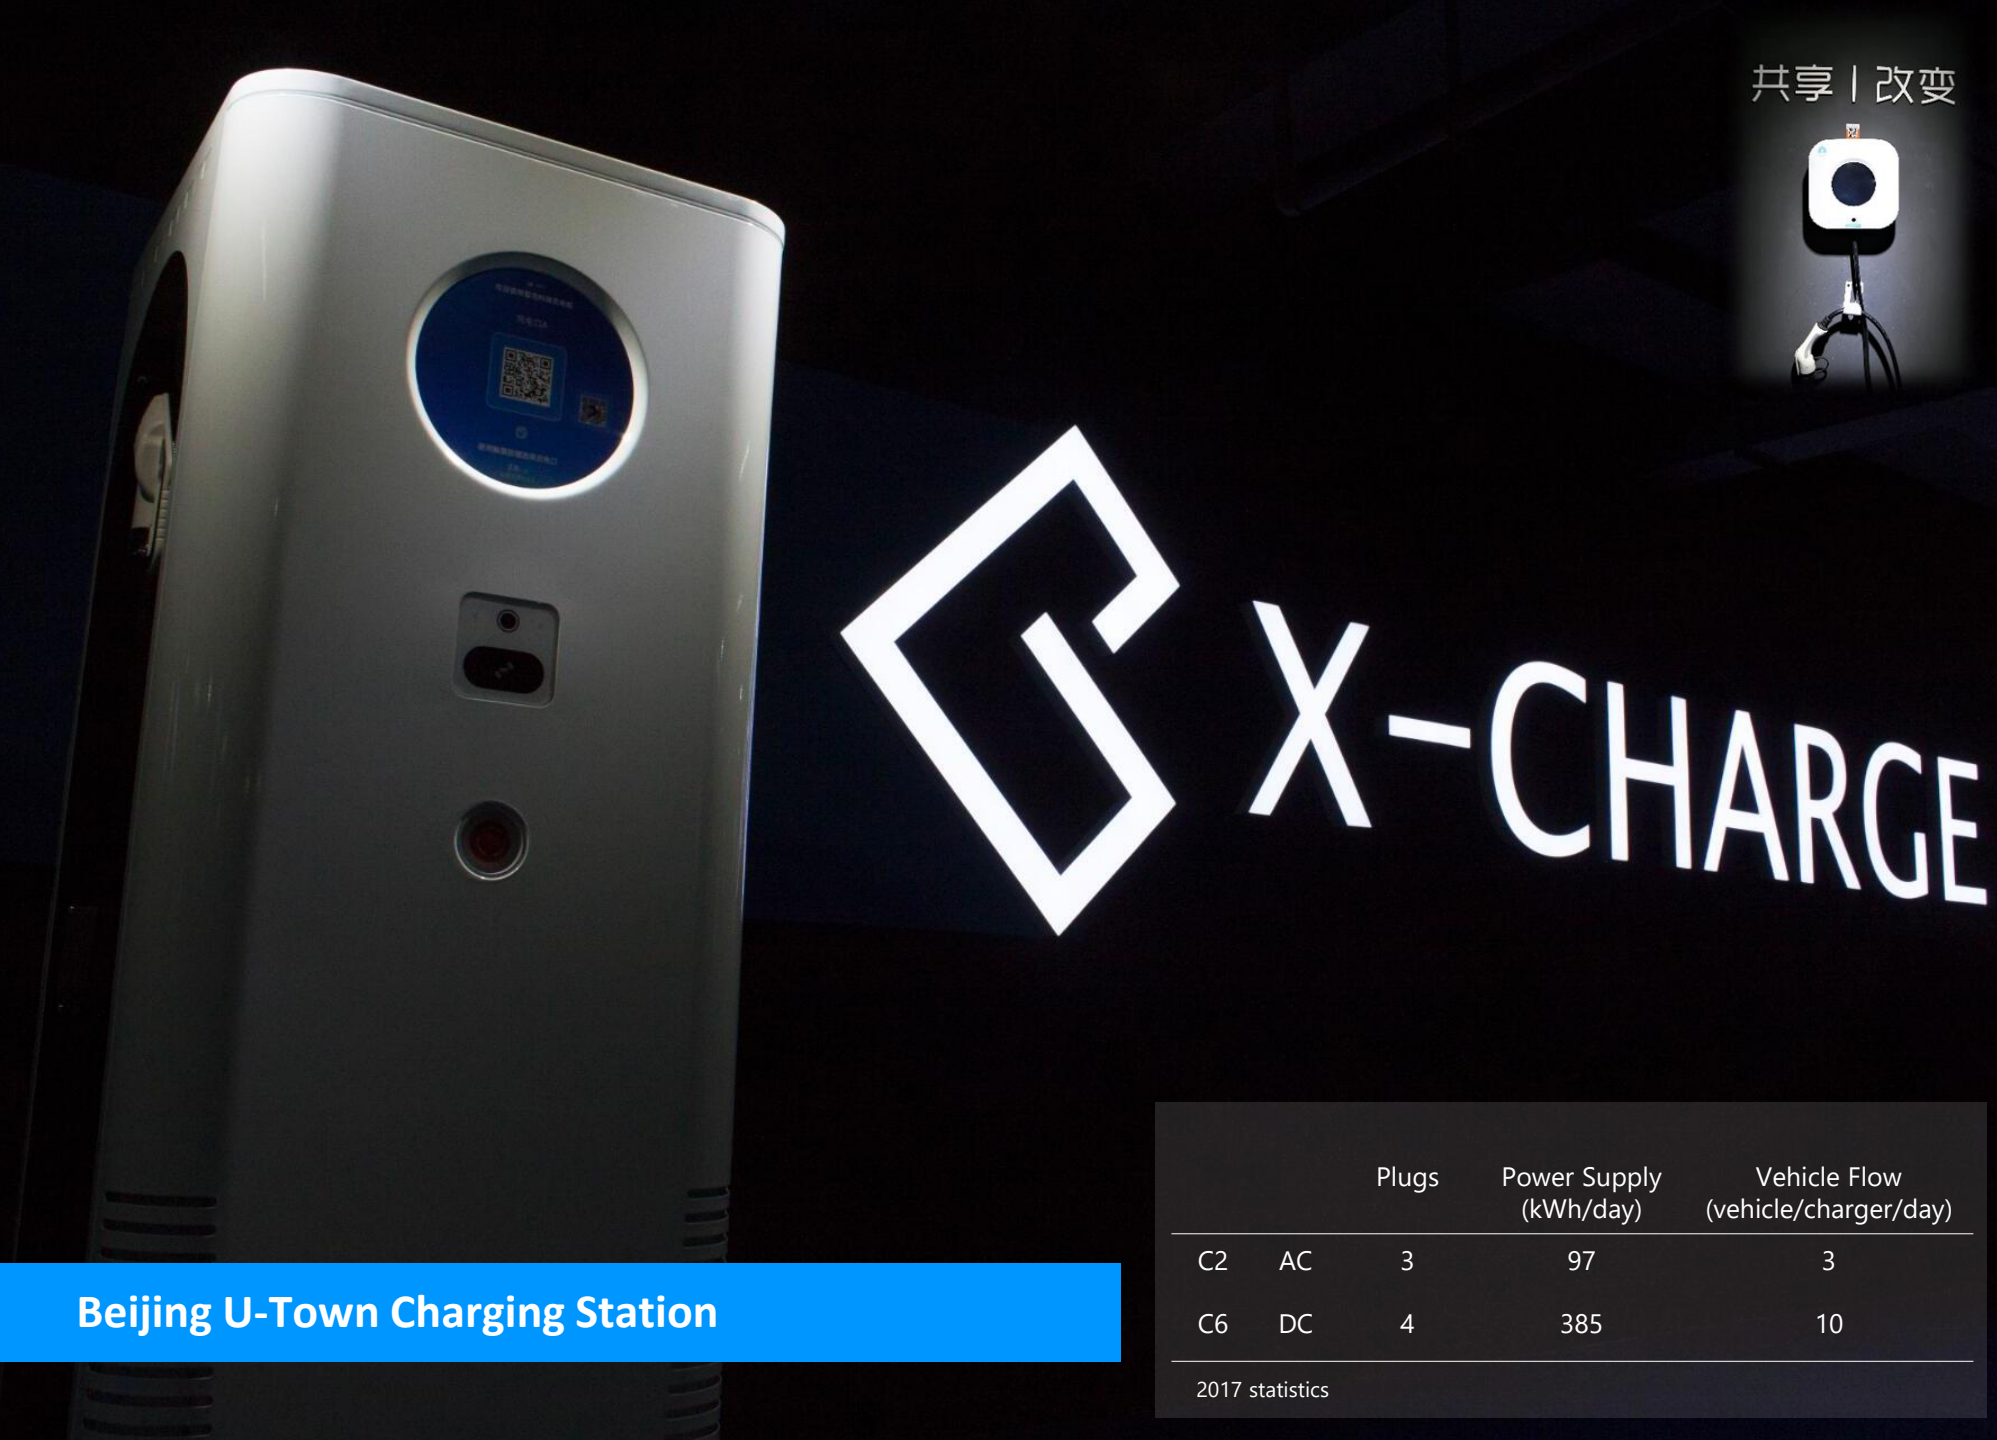 共享 | 改变
X-CHARGE
Plugs Power Supply (kWh/day) Vehicle Flow (vehicle/charger/day)
C2 AC 3 97 3
C6 DC 4 385 10
2017 statistics
Beijing U-Town Charging Station